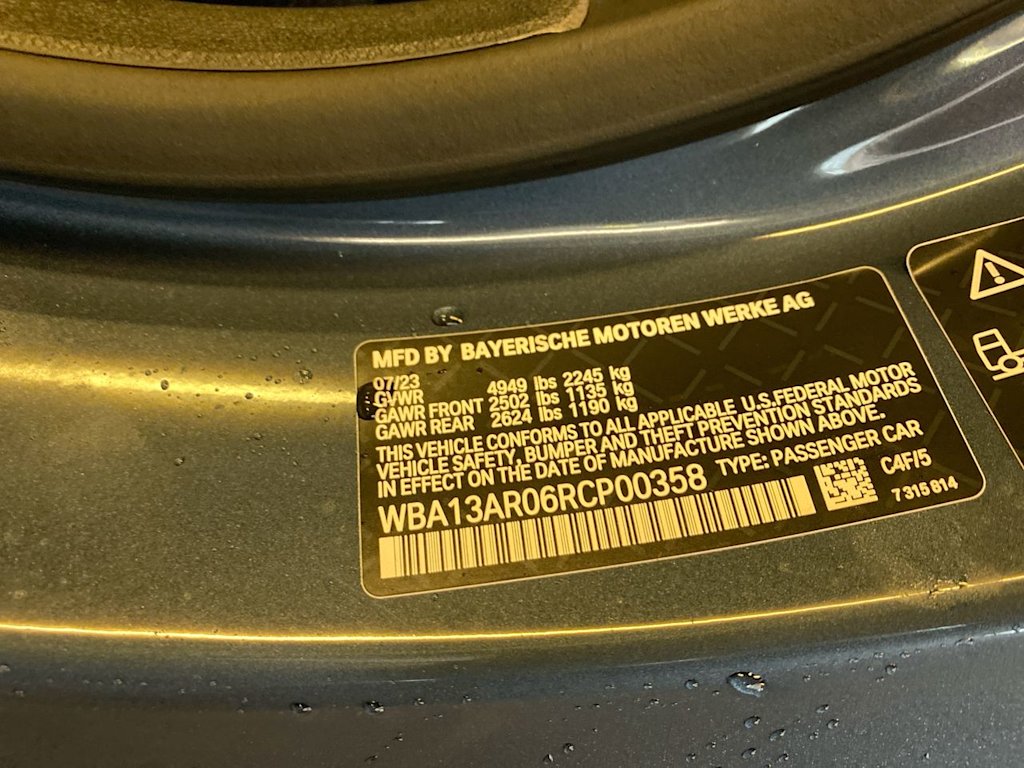 MFD BY BAYERISCHE MOTOREN WERKE AG
07/23
GVWR 4949 lbs 2245 kg
GAWR FRONT 2502 lbs 1135 kg
GAWR REAR 2624 lbs 1190 kg
THIS VEHICLE CONFORMS TO ALL APPLICABLE U.S.FEDERAL MOTOR
VEHICLE SAFETY, BUMPER AND THEFT PREVENTION STANDARDS
IN EFFECT ON THE DATE OF MANUFACTURE SHOWN ABOVE.
WBA13AR06RCP00358 TYPE: PASSENGER CAR
C4F/5
7 315 814